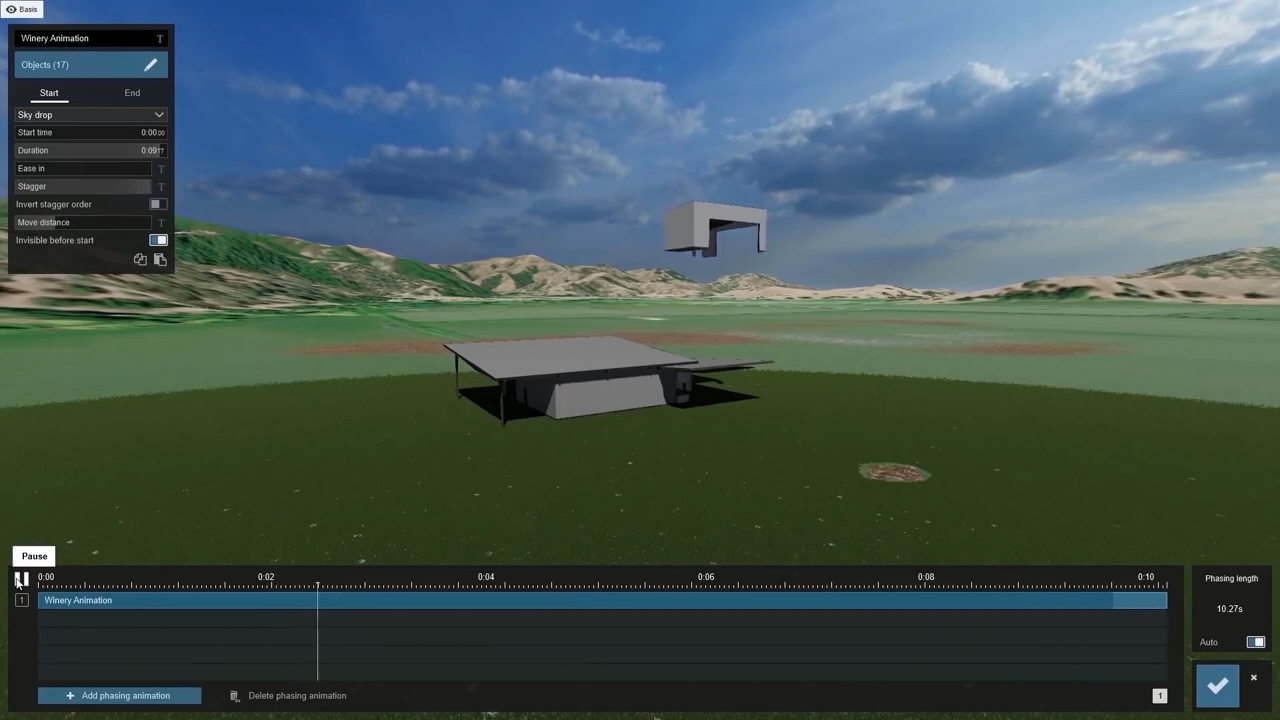 Basis
Winery Animation T
Objects (17)
Start End
Sky drop
Start time 0:00
Duration 0:09
Ease in T
Stagger T
Invert stagger order
Move distance T
Invisible before start
Pause
0:00 0:02 0:04 0:06 0:08 0:10
1 Winery Animation
+ Add phasing animation Delete phasing animation 1
Phasing length
10.27s
Auto